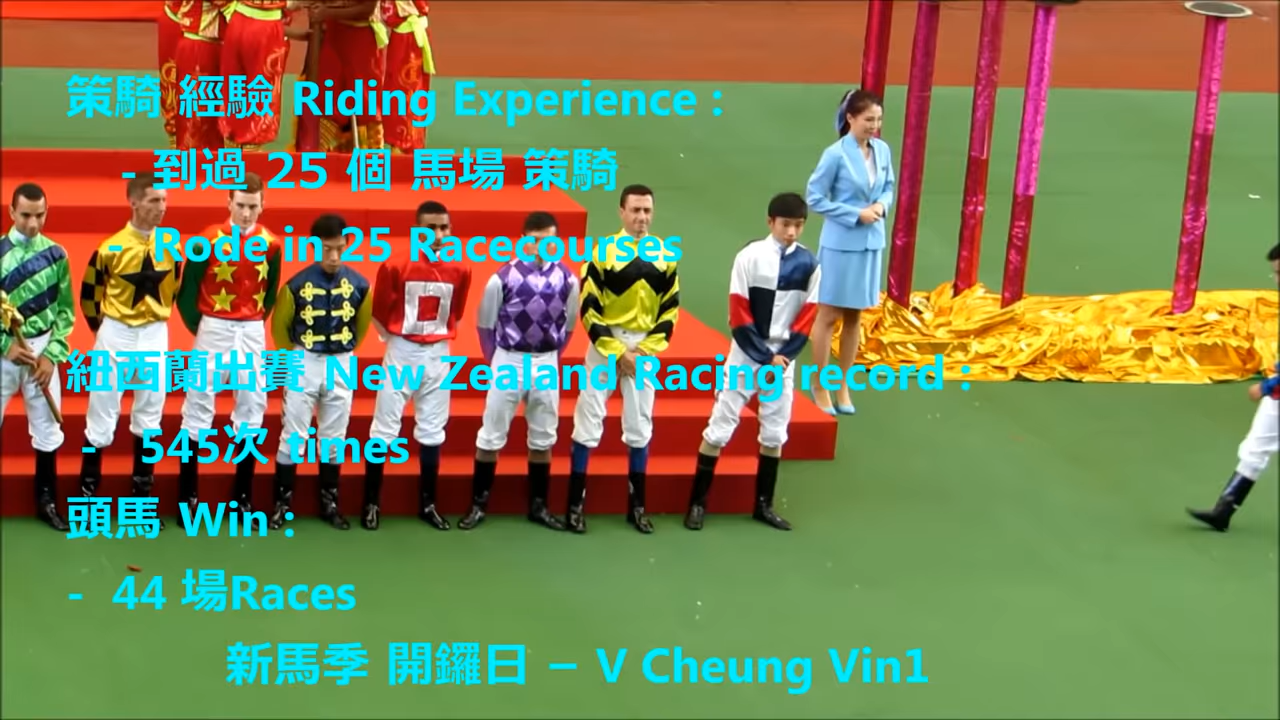 策騎 經驗 Riding Experience :
- 到過 25 個 馬場 策騎
- Rode in 25 Racecourses
紐西蘭出賽 New Zealand Racing record :
- 545次 times
頭馬 Win :
- 44 場Races
新馬季 開鑼日 – V Cheung Vin1